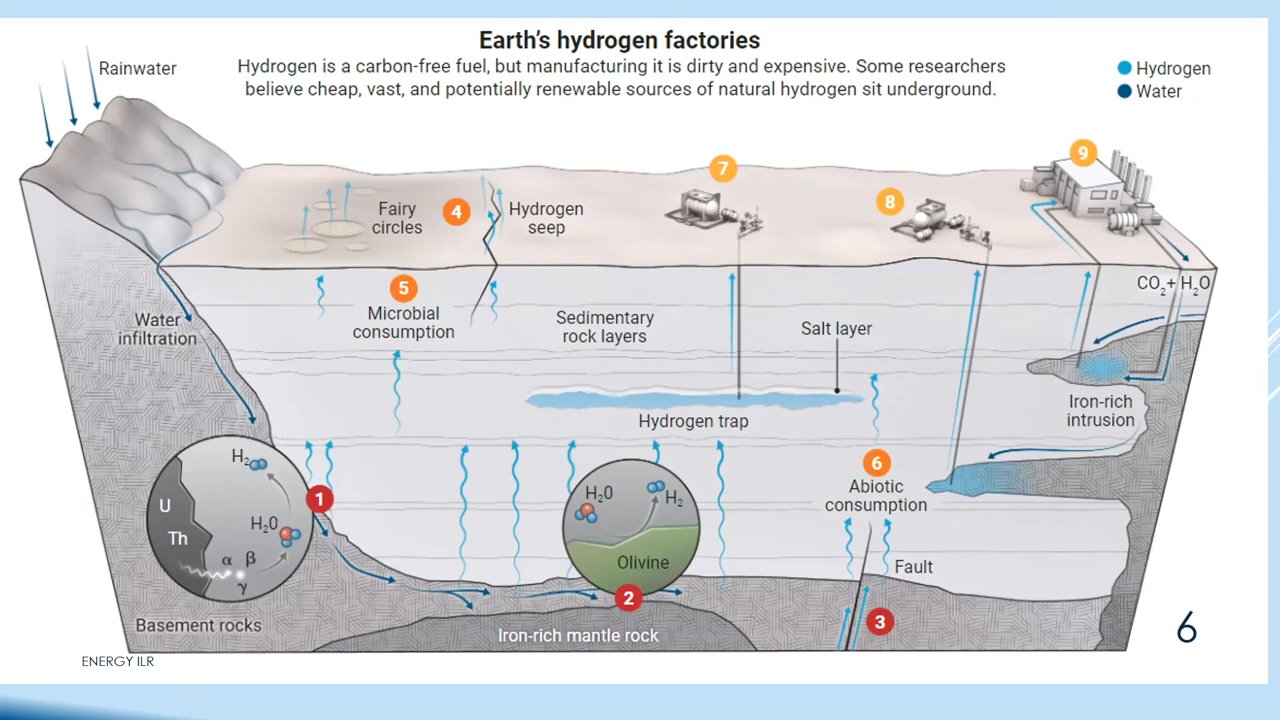 Earth's hydrogen factories
Hydrogen is a carbon-free fuel, but manufacturing it is dirty and expensive. Some researchers
believe cheap, vast, and potentially renewable sources of natural hydrogen sit underground.
Rainwater
Hydrogen
Water
9
7
8
4
Fairy
circles
Hydrogen
seep
5
Microbial
consumption
CO₂+ H₂O
Water
infiltration
Sedimentary
rock layers
Salt layer
Hydrogen trap
Iron-rich
intrusion
6
Abiotic
consumption
H₂
U
Th
H₂O
α β
γ
1
H₂O
H₂
Olivine
2
Fault
3
Basement rocks
Iron-rich mantle rock
6
ENERGY ILR